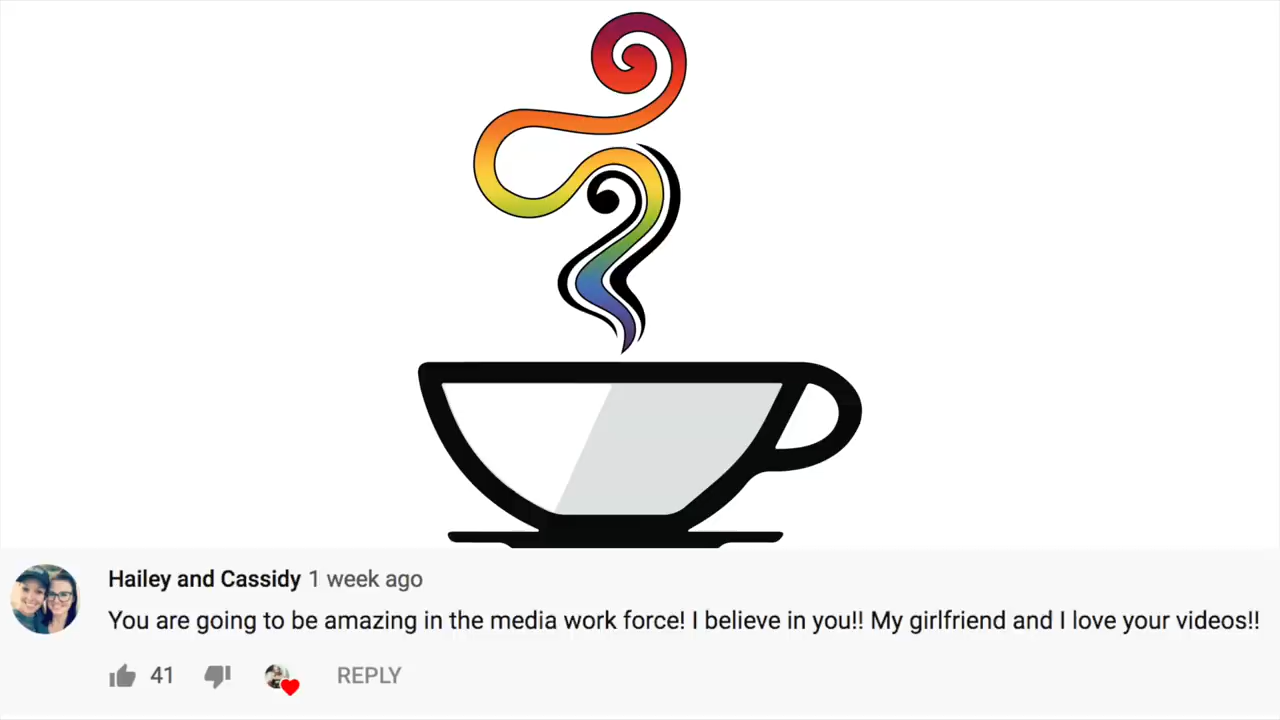 Hailey and Cassidy 1 week ago
You are going to be amazing in the media work force! I believe in you!! My girlfriend and I love your videos!!
41 REPLY